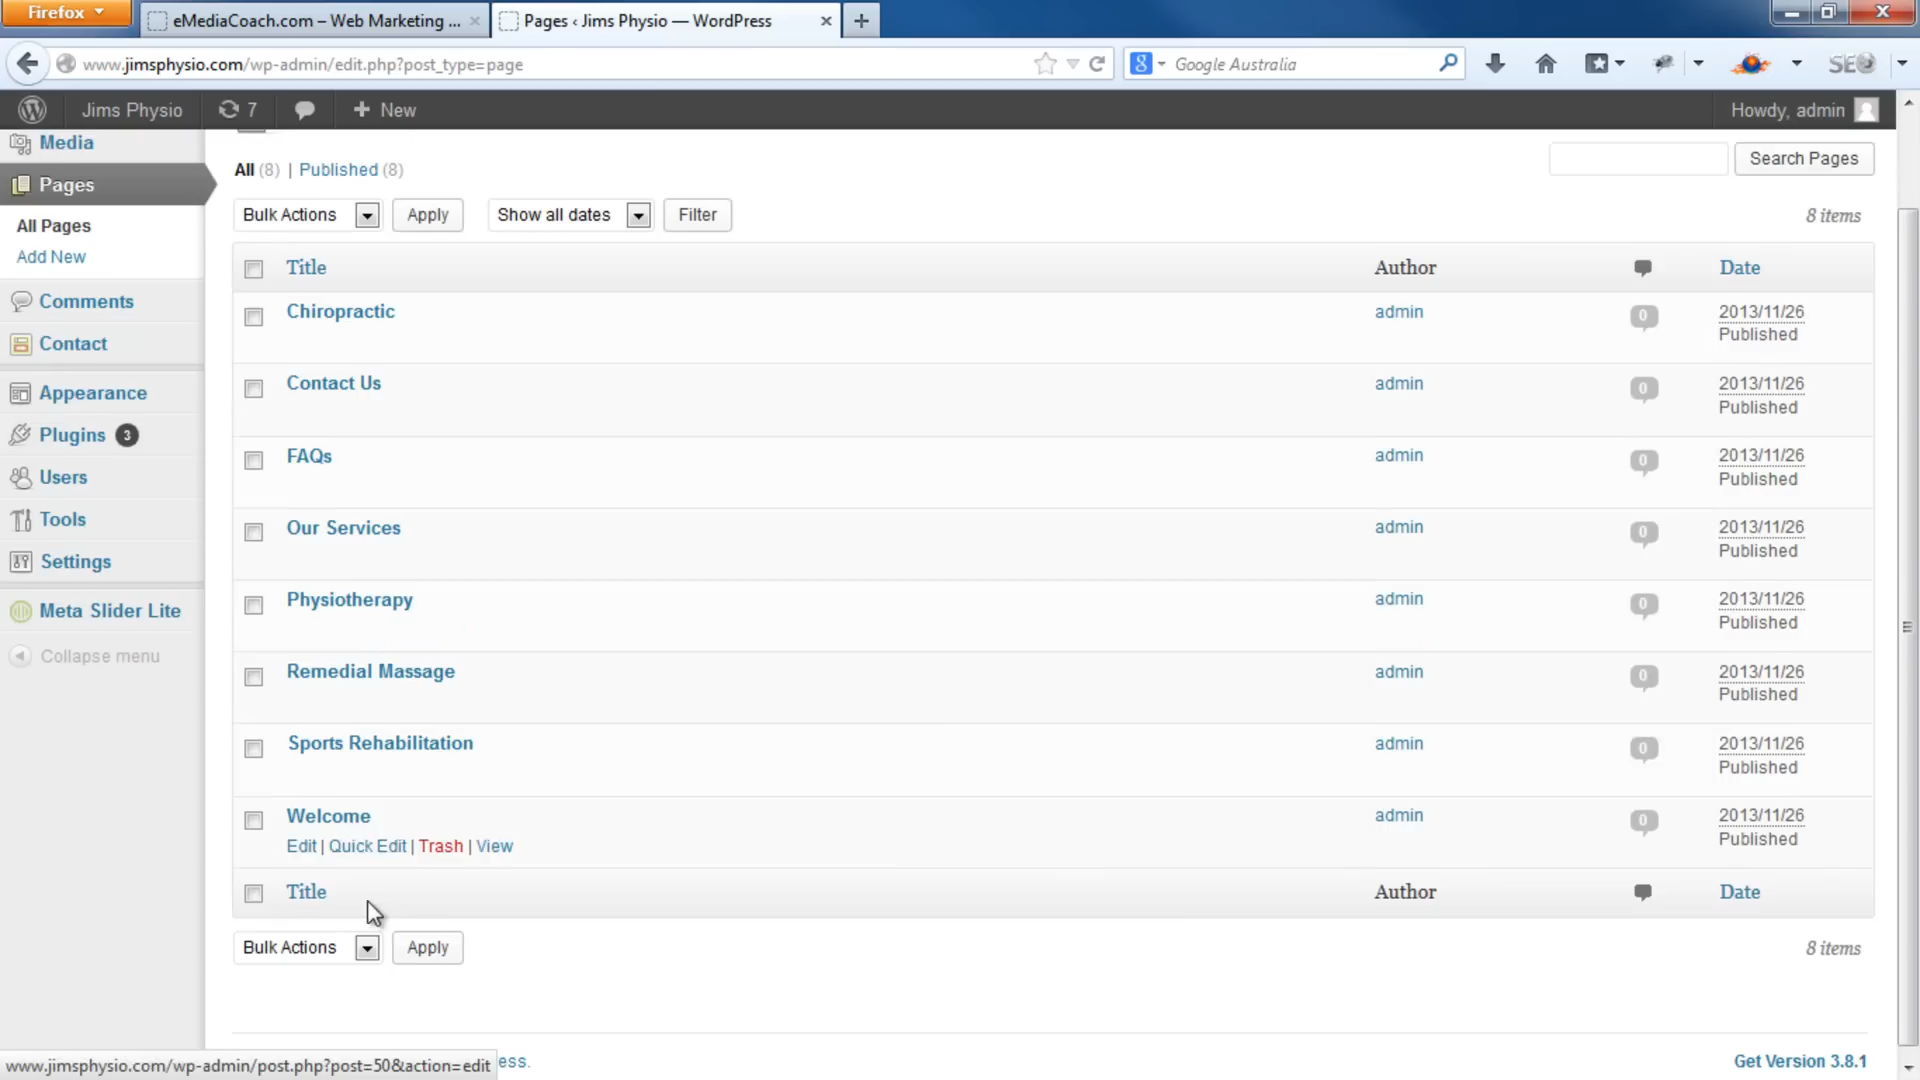 Firefox
eMediaCoach.com – Web Marketing ...
Pages ‹ Jims Physio — WordPress
www.jimsphysio.com/wp-admin/edit.php?post_type=page
8
Google Australia
SEO
Jims Physio
7
New
Howdy, admin
Media
Pages
All Pages
Add New
Comments
Contact
Appearance
Plugins 3
Users
Tools
Settings
Meta Slider Lite
Collapse menu
All (8) | Published (8)
Search Pages
Bulk Actions
Apply
Show all dates
Filter
8 items
Title
Author
Date
Chiropractic
admin
0
2013/11/26
Published
Contact Us
admin
0
2013/11/26
Published
FAQs
admin
0
2013/11/26
Published
Our Services
admin
0
2013/11/26
Published
Physiotherapy
admin
0
2013/11/26
Published
Remedial Massage
admin
0
2013/11/26
Published
Sports Rehabilitation
admin
0
2013/11/26
Published
Welcome
admin
0
2013/11/26
Published
Edit | Quick Edit | Trash | View
Title
Author
Date
Bulk Actions
Apply
8 items
www.jimsphysio.com/wp-admin/post.php?post=50&action=edit
ess.
Get Version 3.8.1